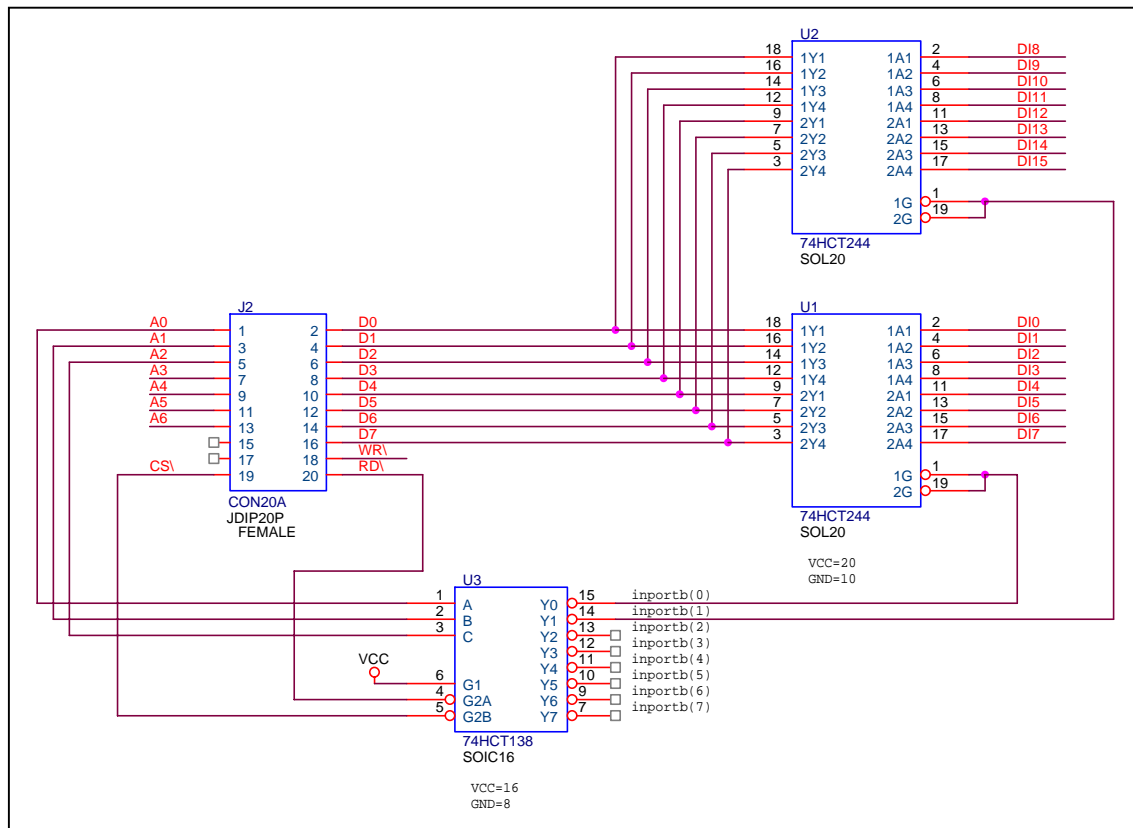 U2
18 1Y1 1A1 2 DI8
16 1Y2 1A2 4 DI9
14 1Y3 1A3 6 DI10
12 1Y4 1A4 8 DI11
9 2Y1 2A1 11 DI12
7 2Y2 2A2 13 DI13
5 2Y3 2A3 15 DI14
3 2Y4 2A4 17 DI15
1G 1
2G 19
74HCT244
SOL20
J2
A0 1 2 D0
A1 3 4 D1
A2 5 6 D2
A3 7 8 D3
A4 9 10 D4
A5 11 12 D5
A6 13 14 D6
15 16 D7
17 18 WR\
CS\ 19 20 RD\
CON20A
JDIP20P
FEMALE
U1
18 1Y1 1A1 2 DI0
16 1Y2 1A2 4 DI1
14 1Y3 1A3 6 DI2
12 1Y4 1A4 8 DI3
9 2Y1 2A1 11 DI4
7 2Y2 2A2 13 DI5
5 2Y3 2A3 15 DI6
3 2Y4 2A4 17 DI7
1G 1
2G 19
74HCT244
SOL20
VCC=20
GND=10
U3
1 A Y0 15 inportb(0)
2 B Y1 14 inportb(1)
3 C Y2 13 inportb(2)
Y3 12 inportb(3)
Y4 11 inportb(4)
VCC
6 G1 Y5 10 inportb(5)
4 G2A Y6 9 inportb(6)
5 G2B Y7 7 inportb(7)
74HCT138
SOIC16
VCC=16
GND=8